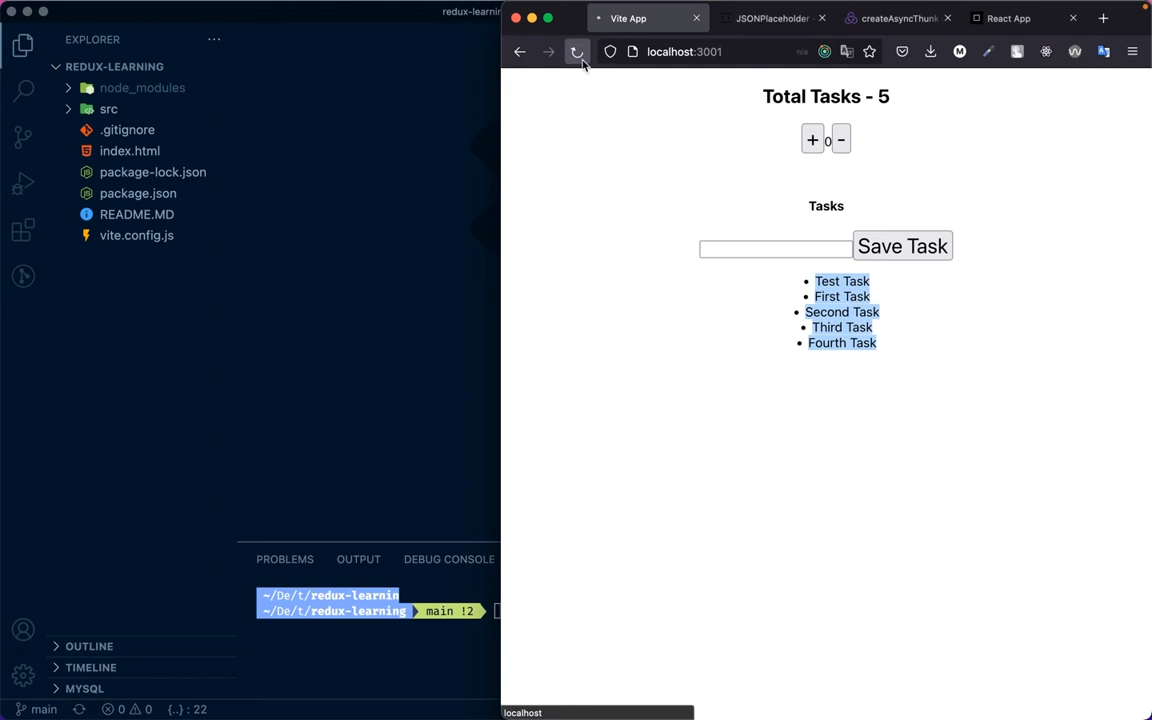 redux-learnin
EXPLORER
REDUX-LEARNING
node_modules
src
.gitignore
index.html
package-lock.json
package.json
README.MD
vite.config.js
PROBLEMS OUTPUT DEBUG CONSOLE
~/De/t/redux-learnin
~/De/t/redux-learning main !2
OUTLINE
TIMELINE
MYSQL
main 0 0 {..} : 22
Vite App JSONPlaceholder - createAsyncThunk React App
localhost:3001
n/a
Total Tasks - 5
+ 0 -
Tasks
Save Task
Test Task
First Task
Second Task
Third Task
Fourth Task
localhost